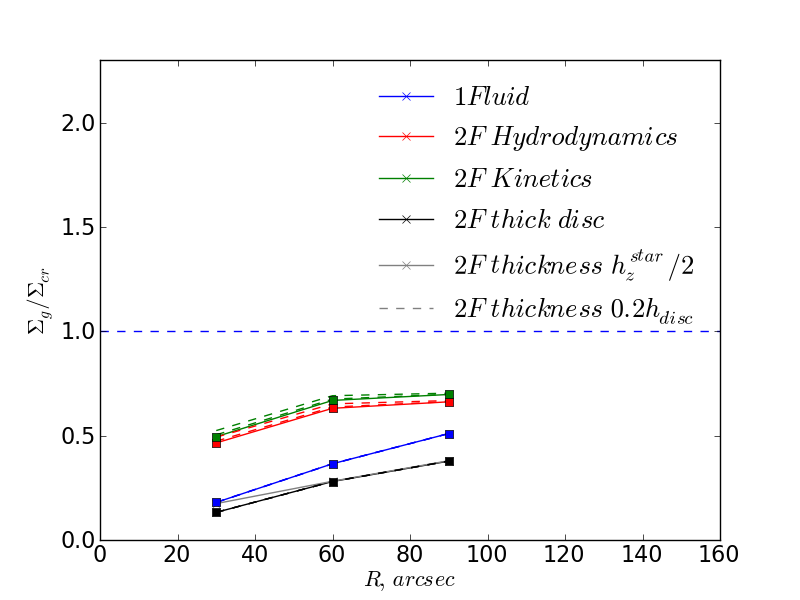 1Fluid
2F Hydrodynamics
2F Kinetics
2F thick disc
2F thickness h_z^star/2
2F thickness 0.2h_disc
Σ_g/Σ_cr
2.0
1.5
1.0
0.5
0.0
0 20 40 60 80 100 120 140 160
R, arcsec